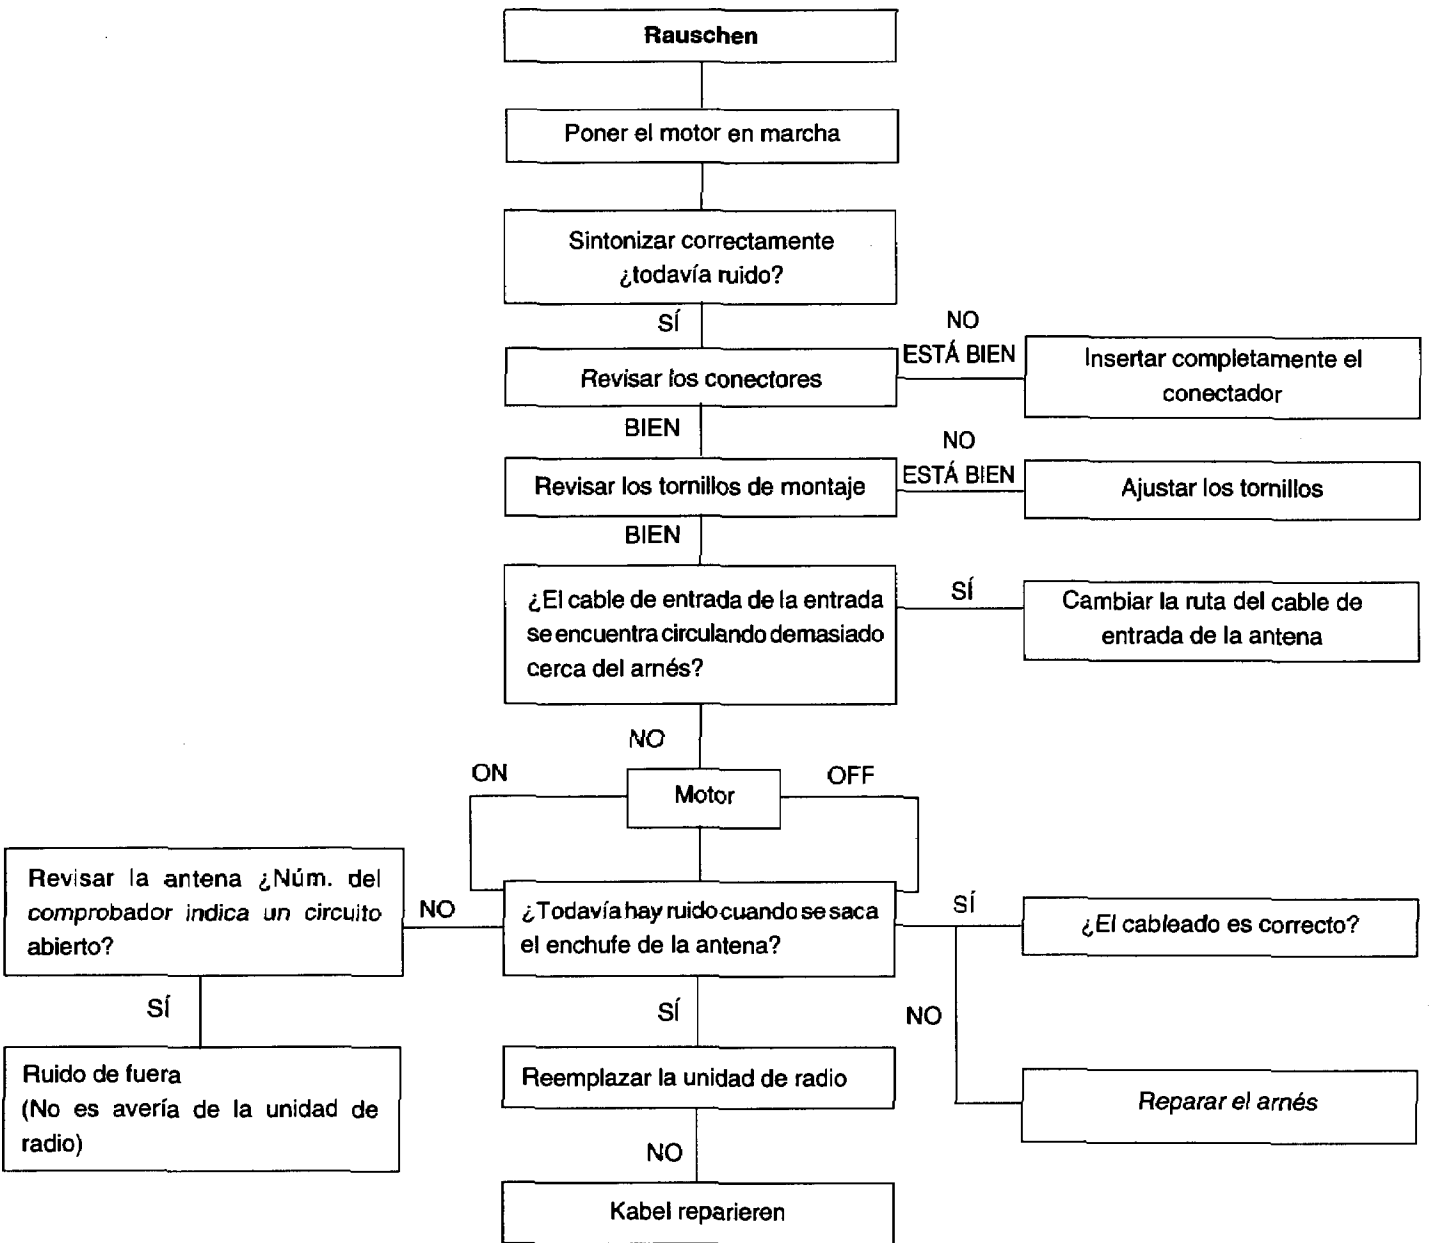 Rauschen
Poner el motor en marcha
Sintonizar correctamente
¿todavía ruido?
SÍ
NO
ESTÁ BIEN
Revisar los conectores
Insertar completamente el
conectador
BIEN
NO
ESTÁ BIEN
Revisar los tornillos de montaje
Ajustar los tornillos
BIEN
¿El cable de entrada de la entrada
se encuentra circulando demasiado
cerca del arnés?
SÍ
Cambiar la ruta del cable de
entrada de la antena
NO
ON
Motor
OFF
Revisar la antena ¿Núm. del
comprobador indica un circuito
abierto?
NO
¿Todavía hay ruido cuando se saca
el enchufe de la antena?
SÍ
¿El cableado es correcto?
SÍ
SÍ
NO
Ruido de fuera
(No es avería de la unidad de
radio)
Reemplazar la unidad de radio
Reparar el arnés
NO
Kabel reparieren